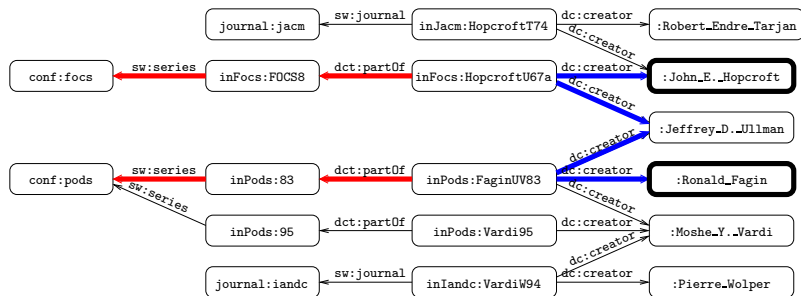 journal:jacm sw:journal inJacm:HopcroftT74 dc:creator :Robert_Endre_Tarjan
dc:creator
conf:focs sw:series inFocs:FOCS8 dct:partOf inFocs:HopcroftU67a dc:creator :John_E._Hopcroft
dc:creator
:Jeffrey_D._Ullman
dc:creator
conf:pods sw:series inPods:83 dct:partOf inPods:FaginUV83 dc:creator :Ronald_Fagin
sw:series dc:creator
inPods:95 dct:partOf inPods:Vardi95 dc:creator :Moshe_Y._Vardi
dc:creator
journal:iandc sw:journal inIandc:VardiW94 dc:creator :Pierre_Wolper